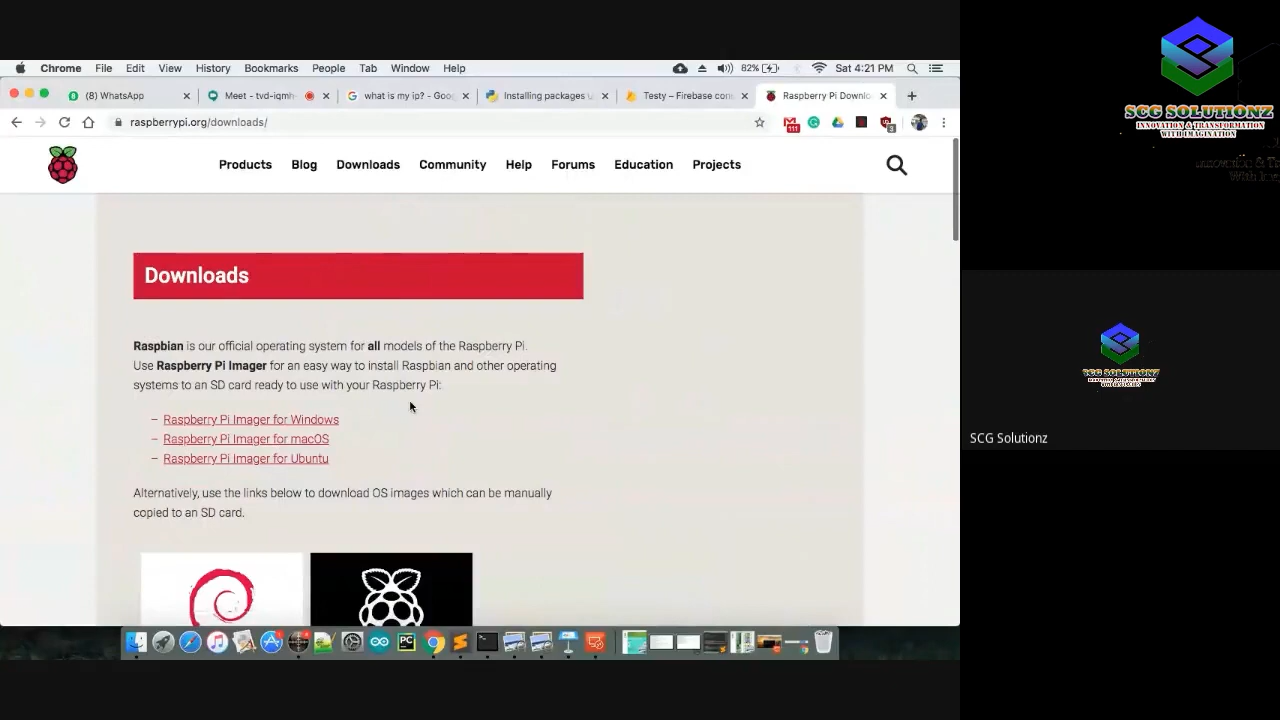 Chrome File Edit View History Bookmarks People Tab Window Help 82% Sat 4:21 PM
(8) WhatsApp Meet - tvd-iqmh- what is my ip? - Goo Installing packages u Testy – Firebase con Raspberry Pi Downlo
raspberrypi.org/downloads/ 111 3
Products Blog Downloads Community Help Forums Education Projects
Downloads
Raspbian is our official operating system for all models of the Raspberry Pi.
Use Raspberry Pi Imager for an easy way to install Raspbian and other operating
systems to an SD card ready to use with your Raspberry Pi:
– Raspberry Pi Imager for Windows
– Raspberry Pi Imager for macOS
– Raspberry Pi Imager for Ubuntu
Alternatively, use the links below to download OS images which can be manually
copied to an SD card.
PC
SCG SOLUTIONZ
INNOVATION & TRANSFORMATION
WITH IMAGINATION
SCG SOLUTIONZ
SCG Solutionz